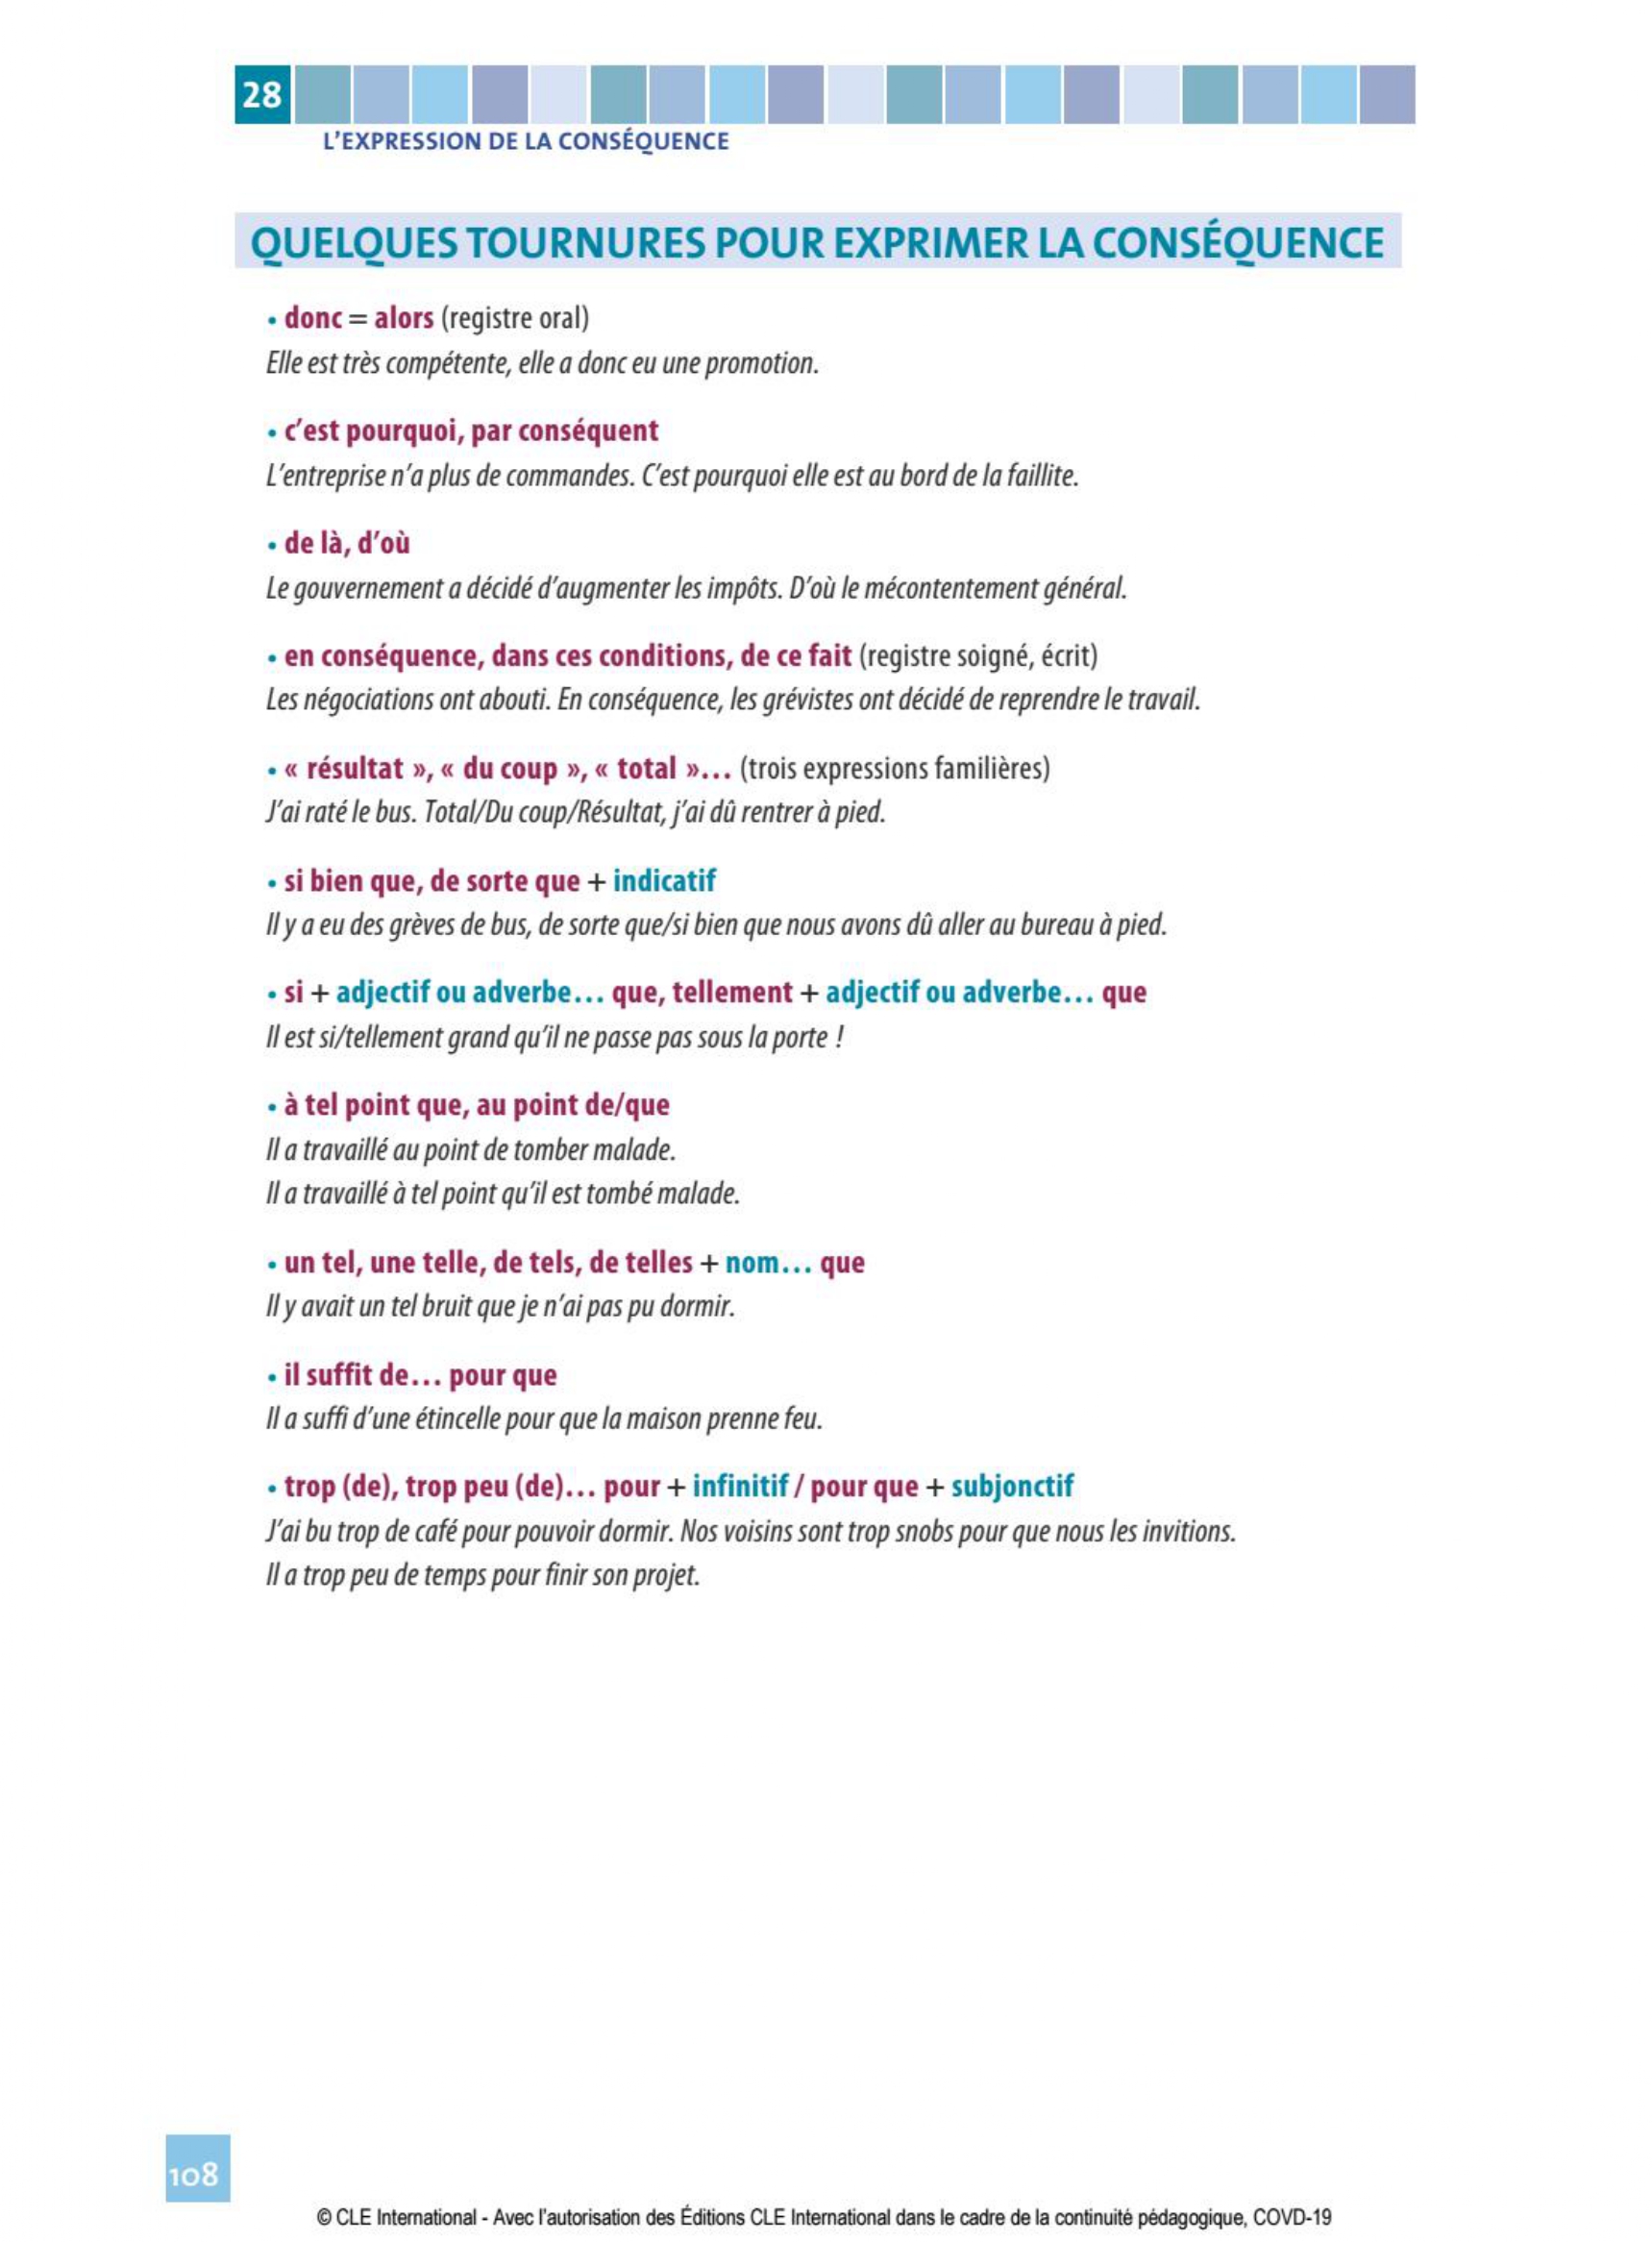 28
L'EXPRESSION DE LA CONSÉQUENCE
QUELQUES TOURNURES POUR EXPRIMER LA CONSÉQUENCE
• donc = alors (registre oral)
Elle est très compétente, elle a donc eu une promotion.
• c'est pourquoi, par conséquent
L'entreprise n'a plus de commandes. C'est pourquoi elle est au bord de la faillite.
• de là, d'où
Le gouvernement a décidé d'augmenter les impôts. D'où le mécontentement général.
• en conséquence, dans ces conditions, de ce fait (registre soigné, écrit)
Les négociations ont abouti. En conséquence, les grévistes ont décidé de reprendre le travail.
• « résultat », « du coup », « total »... (trois expressions familières)
J'ai raté le bus. Total/Du coup/Résultat, j'ai dû rentrer à pied.
• si bien que, de sorte que + indicatif
Il y a eu des grèves de bus, de sorte que/si bien que nous avons dû aller au bureau à pied.
• si + adjectif ou adverbe... que, tellement + adjectif ou adverbe... que
Il est si/tellement grand qu'il ne passe pas sous la porte !
• à tel point que, au point de/que
Il a travaillé au point de tomber malade.
Il a travaillé à tel point qu'il est tombé malade.
• un tel, une telle, de tels, de telles + nom... que
Il y avait un tel bruit que je n'ai pas pu dormir.
• il suffit de... pour que
Il a suffi d'une étincelle pour que la maison prenne feu.
• trop (de), trop peu (de)... pour + infinitif / pour que + subjonctif
J'ai bu trop de café pour pouvoir dormir. Nos voisins sont trop snobs pour que nous les invitions.
Il a trop peu de temps pour finir son projet.
108
© CLE International - Avec l'autorisation des Éditions CLE International dans le cadre de la continuité pédagogique, COVD-19